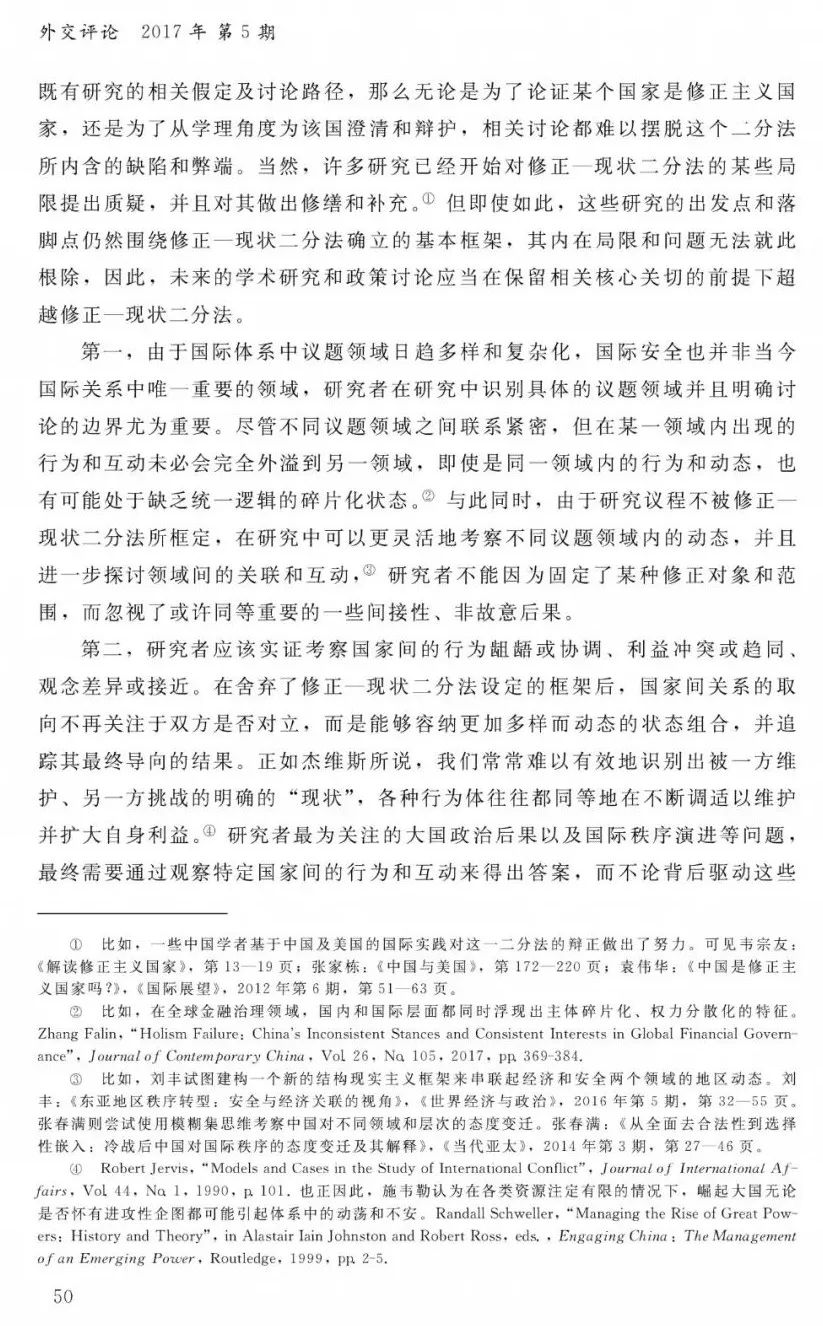 外交评论 2017 年 第 5 期
既有研究的相关假定及讨论路径，那么无论是为了论证某个国家是修正主义国
家，还是为了从学理角度为该国澄清和辩护，相关讨论都难以摆脱这个二分法
所内含的缺陷和弊端。当然，许多研究已经开始对修正—现状二分法的某些局
限提出质疑，并且对其做出修缮和补充。① 但即使如此，这些研究的出发点和落
脚点仍然围绕修正—现状二分法确立的基本框架，其内在局限和问题无法就此
根除，因此，未来的学术研究和政策讨论应当在保留相关核心关切的前提下超
越修正—现状二分法。
第一，由于国际体系中议题领域日趋多样和复杂化，国际安全也并非当今
国际关系中唯一重要的领域，研究者在研究中识别具体的议题领域并且明确讨
论的边界尤为重要。尽管不同议题领域之间联系紧密，但在某一领域内出现的
行为和互动未必会完全外溢到另一领域，即使是同一领域内的行为和动态，也
有可能处于缺乏统一逻辑的碎片化状态。② 与此同时，由于研究议程不被修正—
现状二分法所框定，在研究中可以更灵活地考察不同议题领域内的动态，并且
进一步探讨领域间的关联和互动，③ 研究者不能因为固定了某种修正对象和范
围，而忽视了或许同等重要的一些间接性、非故意后果。
第二，研究者应该实证考察国家间的行为龃龉或协调、利益冲突或趋同、
观念差异或接近。在舍弃了修正—现状二分法设定的框架后，国家间关系的取
向不再关注于双方是否对立，而是能够容纳更加多样而动态的状态组合，并追
踪其最终导向的结果。正如杰维斯所说，我们常常难以有效地识别出被一方维
护、另一方挑战的明确的“现状”，各种行为体往往都同等地在不断调适以维护
并扩大自身利益。④ 研究者最为关注的大国政治后果以及国际秩序演进等问题，
最终需要通过观察特定国家间的行为和互动来得出答案，而不论背后驱动这些
① 比如，一些中国学者基于中国及美国的国际实践对这一二分法的辩正做出了努力。可见韦宗友：
《解读修正主义国家》，第 13—19 页；张家栋：《中国与美国》，第 172—220 页；袁伟华：《中国是修正主
义国家吗？》，《国际展望》，2012 年第 6 期，第 51—63 页。
② 比如，在全球金融治理领域，国内和国际层面都同时浮现出主体碎片化、权力分散化的特征。
Zhang Falin, “Holism Failure: China's Inconsistent Stances and Consistent Interests in Global Financial Govern-
ance”, Journal of Contemporary China, Vol. 26, No. 105, 2017, pp. 369-384.
③ 比如，刘丰试图建构一个新的结构现实主义框架来串联起经济和安全两个领域的地区动态。刘
丰：《东亚地区秩序转型：安全与经济关联的视角》，《世界经济与政治》，2016 年第 5 期，第 32—55 页。
张春满则尝试使用模糊集思维考察中国对不同领域和层次的态度变迁。张春满：《从全面去合法性到选择
性嵌入：冷战后中国对国际秩序的态度变迁及其解释》，《当代亚太》，2014 年第 3 期，第 27—46 页。
④ Robert Jervis, “Models and Cases in the Study of International Conflict”, Journal of International Af-
fairs, Vol. 44, No. 1, 1990, p. 101. 也正因此，施韦勒认为在各类资源注定有限的情况下，崛起大国无论
是否怀有进攻性企图都可能引起体系中的动荡和不安。Randall Schweller, “Managing the Rise of Great Pow-
ers: History and Theory”, in Alastair Iain Johnston and Robert Ross, eds., Engaging China: The Management
of an Emerging Power, Routledge, 1999, pp. 2-5.
50